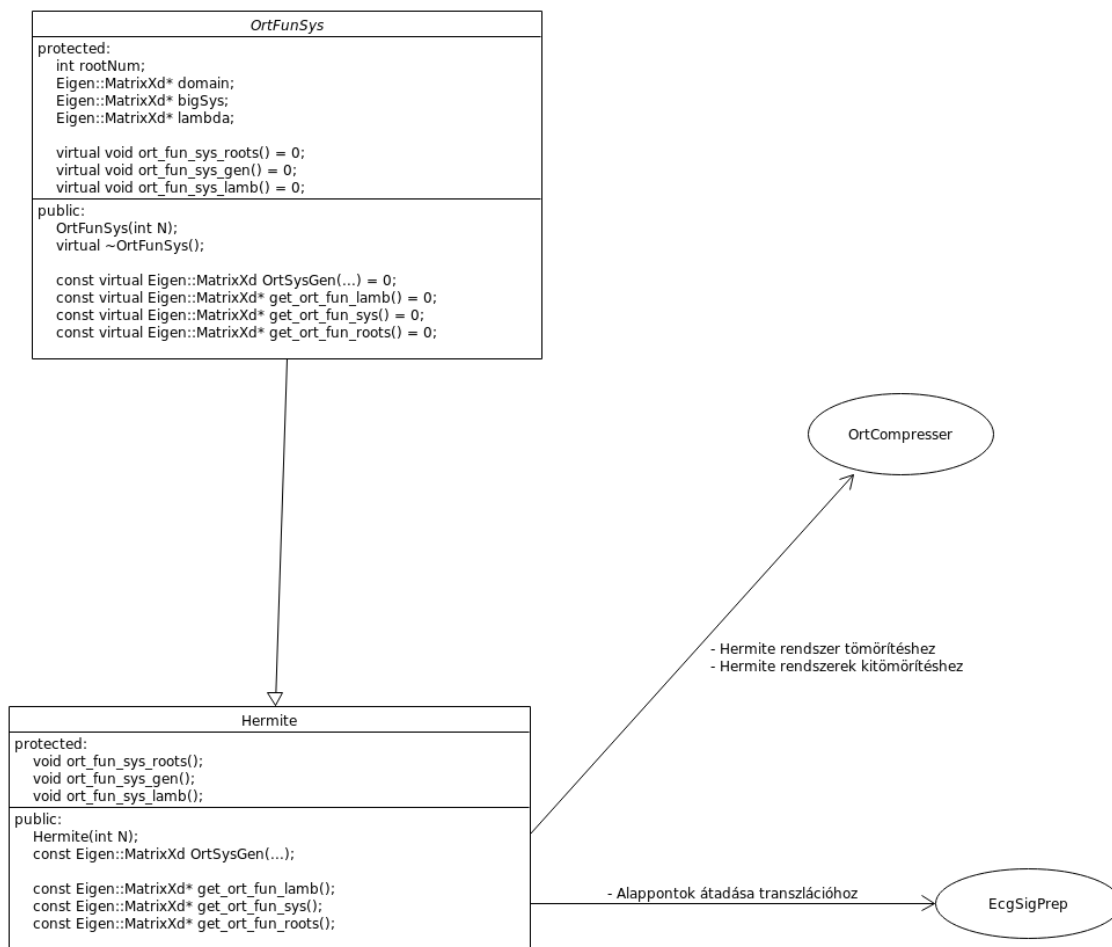 OrtFunSys
protected:
int rootNum;
Eigen::MatrixXd* domain;
Eigen::MatrixXd* bigSys;
Eigen::MatrixXd* lambda;
virtual void ort_fun_sys_roots() = 0;
virtual void ort_fun_sys_gen() = 0;
virtual void ort_fun_sys_lamb() = 0;
public:
OrtFunSys(int N);
virtual ~OrtFunSys();
const virtual Eigen::MatrixXd OrtSysGen(...) = 0;
const virtual Eigen::MatrixXd* get_ort_fun_lamb() = 0;
const virtual Eigen::MatrixXd* get_ort_fun_sys() = 0;
const virtual Eigen::MatrixXd* get_ort_fun_roots() = 0;
OrtCompresser
- Hermite rendszer tömörítéshez
- Hermite rendszerek kitömörítéshez
Hermite
protected:
void ort_fun_sys_roots();
void ort_fun_sys_gen();
void ort_fun_sys_lamb();
public:
Hermite(int N);
const Eigen::MatrixXd OrtSysGen(...);
const Eigen::MatrixXd* get_ort_fun_lamb();
const Eigen::MatrixXd* get_ort_fun_sys();
const Eigen::MatrixXd* get_ort_fun_roots();
- Alappontok átadása transzlációhoz
EcgSigPrep